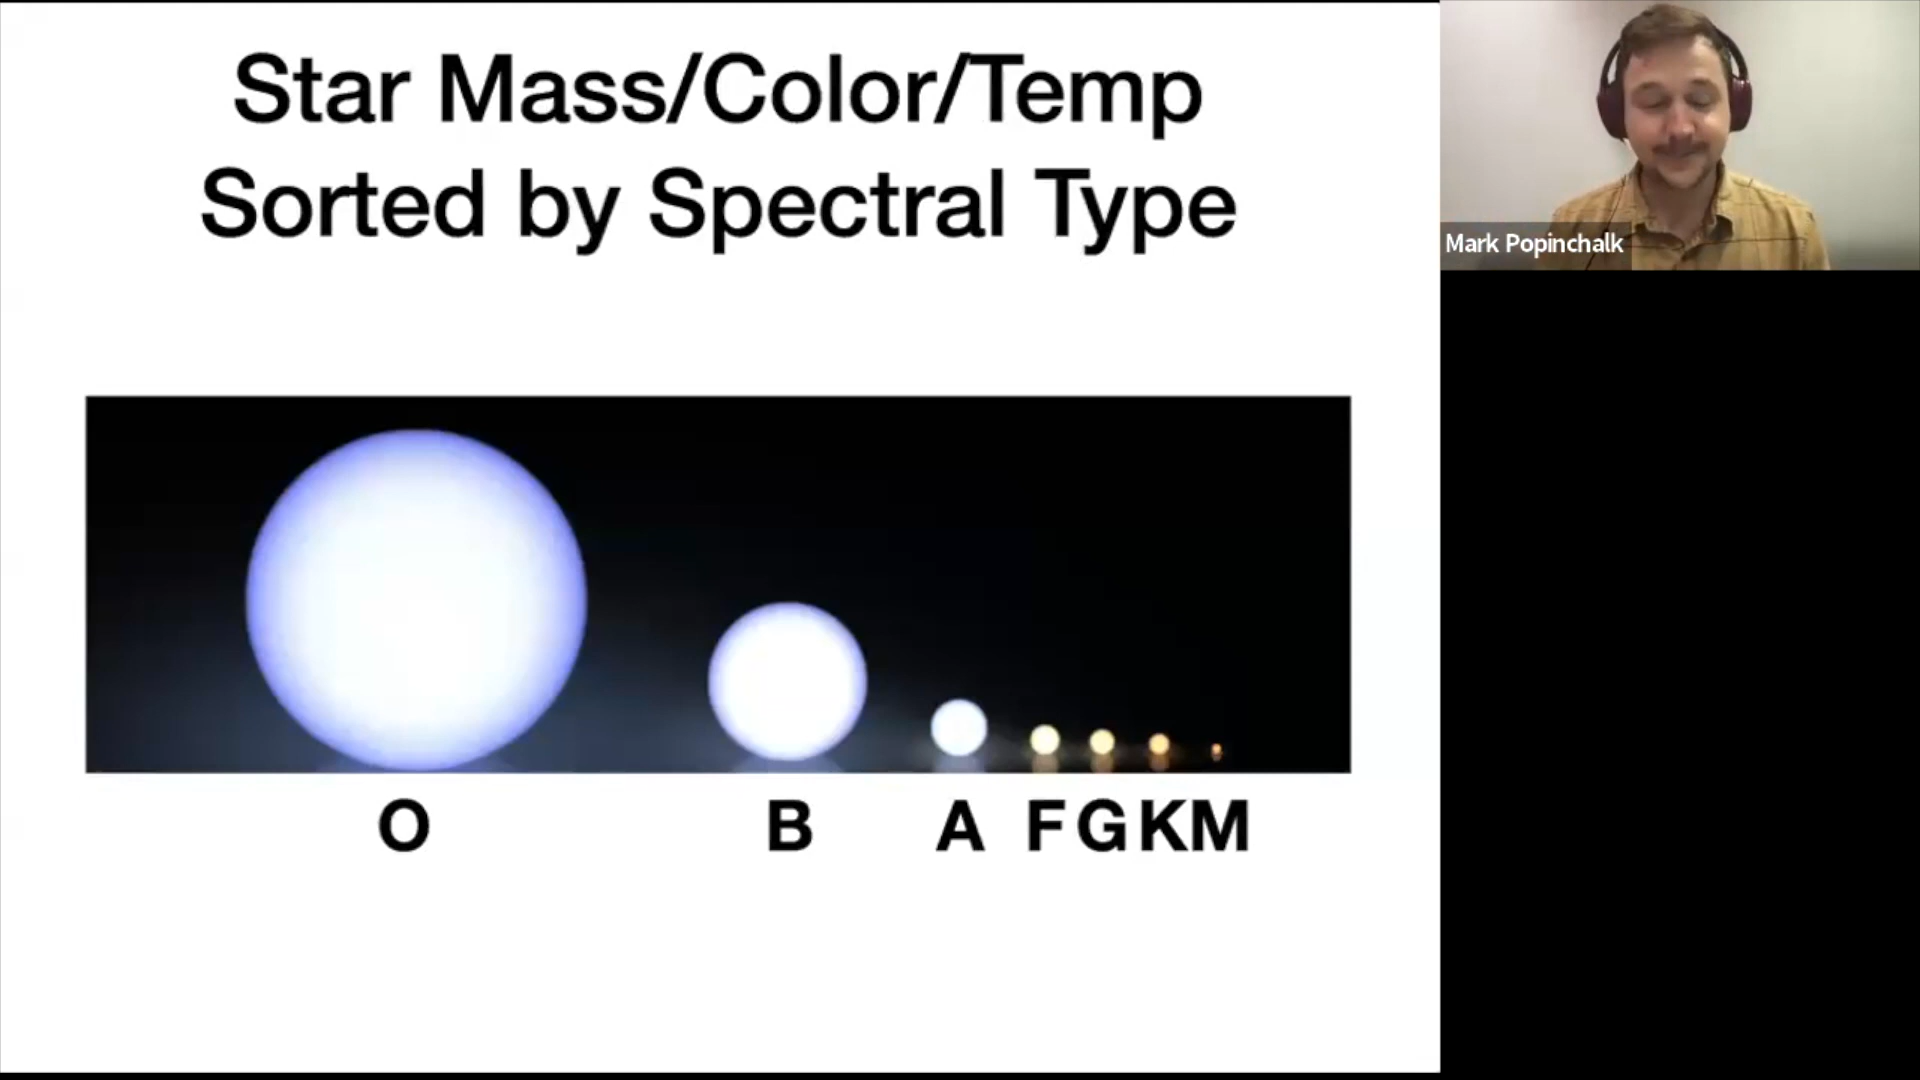 Star Mass/Color/Temp
Sorted by Spectral Type
Mark Popinchalk
O B A F G K M